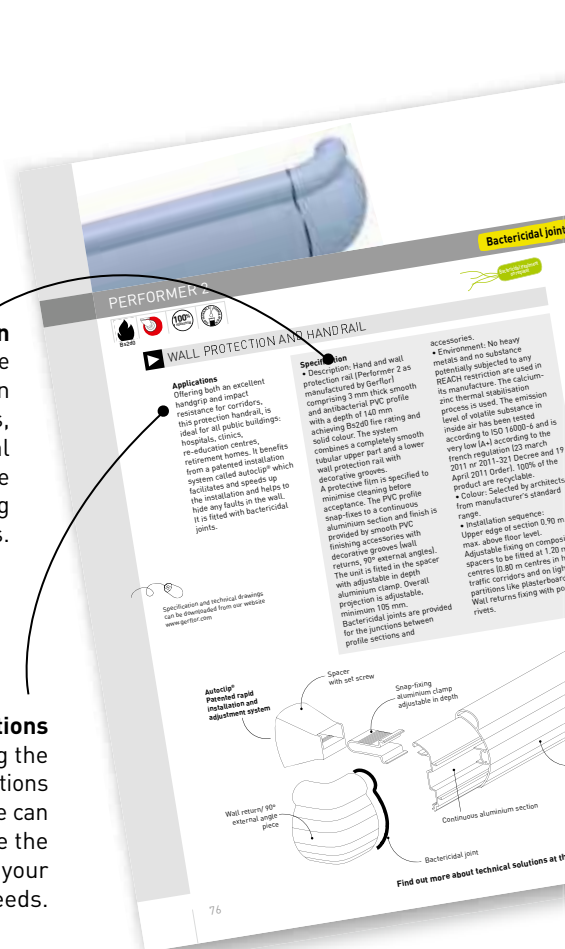 n
e
n
s,
al
e
g
s.
tions
g the
tions
e can
e the
your
eeds.
Bactericidal joint
PERFORMER 2
Bs2d0
100%
WALL PROTECTION AND HANDRAIL
Applications
Offering both an excellent
handgrip and impact
resistance for corridors,
this protection handrail, is
ideal for all public buildings:
hospitals, clinics,
re-education centres,
retirement homes. It benefits
from a patented installation
system called autoclip® which
facilitates and speeds up
the installation and helps to
hide any faults in the wall.
It is fitted with bactericidal
joints.
Specification and technical drawings
can be downloaded from our website
www.gerflor.com
Specification
• Description: Hand and wall
protection rail (Performer 2 as
manufactured by Gerflor)
comprising 3 mm thick smooth
and antibacterial PVC profile
with a depth of 140 mm
achieving Bs2d0 fire rating and
solid colour. The system
combines a completely smooth
tubular upper part and a lower
wall protection rail with
decorative grooves.
A protective film is specified to
minimise cleaning before
acceptance. The PVC profile
snap-fixes to a continuous
aluminium section and finish is
provided by smooth PVC
finishing accessories with
decorative grooves (wall
returns, 90° external angles).
The unit is fitted in the spacer
with adjustable in depth
aluminium clamp. Overall
projection is adjustable,
minimum 105 mm.
Bactericidal joints are provided
for the junctions between
profile sections and
accessories.
• Environment: No heavy
metals and no substance
potentially subjected to any
REACH restriction are used in
its manufacture. The calcium-
zinc thermal stabilisation
process is used. The emission
level of volatile substance in
inside air has been tested
according to ISO 16000-6 and is
very low (A+) according to the
french regulation (23 march
2011 nr 2011-321 Decree and 19
April 2011 Order). 100% of the
product are recyclable.
• Colour: Selected by architects
from manufacturer's standard
range.
• Installation sequence:
Upper edge of section 0.90 m
max. above floor level.
Adjustable fixing on composi
spacers to be fitted at 1.20 m
centres (0.80 m centres in h
traffic corridors and on ligh
partitions like plasterboard
Wall returns fixing with po
rivets.
Autoclip®
Patented rapid
installation and
adjustment system
Spacer
with set screw
Snap-fixing
aluminium clamp
adjustable in depth
Wall return/ 90°
external angle
piece
Continuous aluminium section
Bactericidal joint
Find out more about technical solutions at th
76